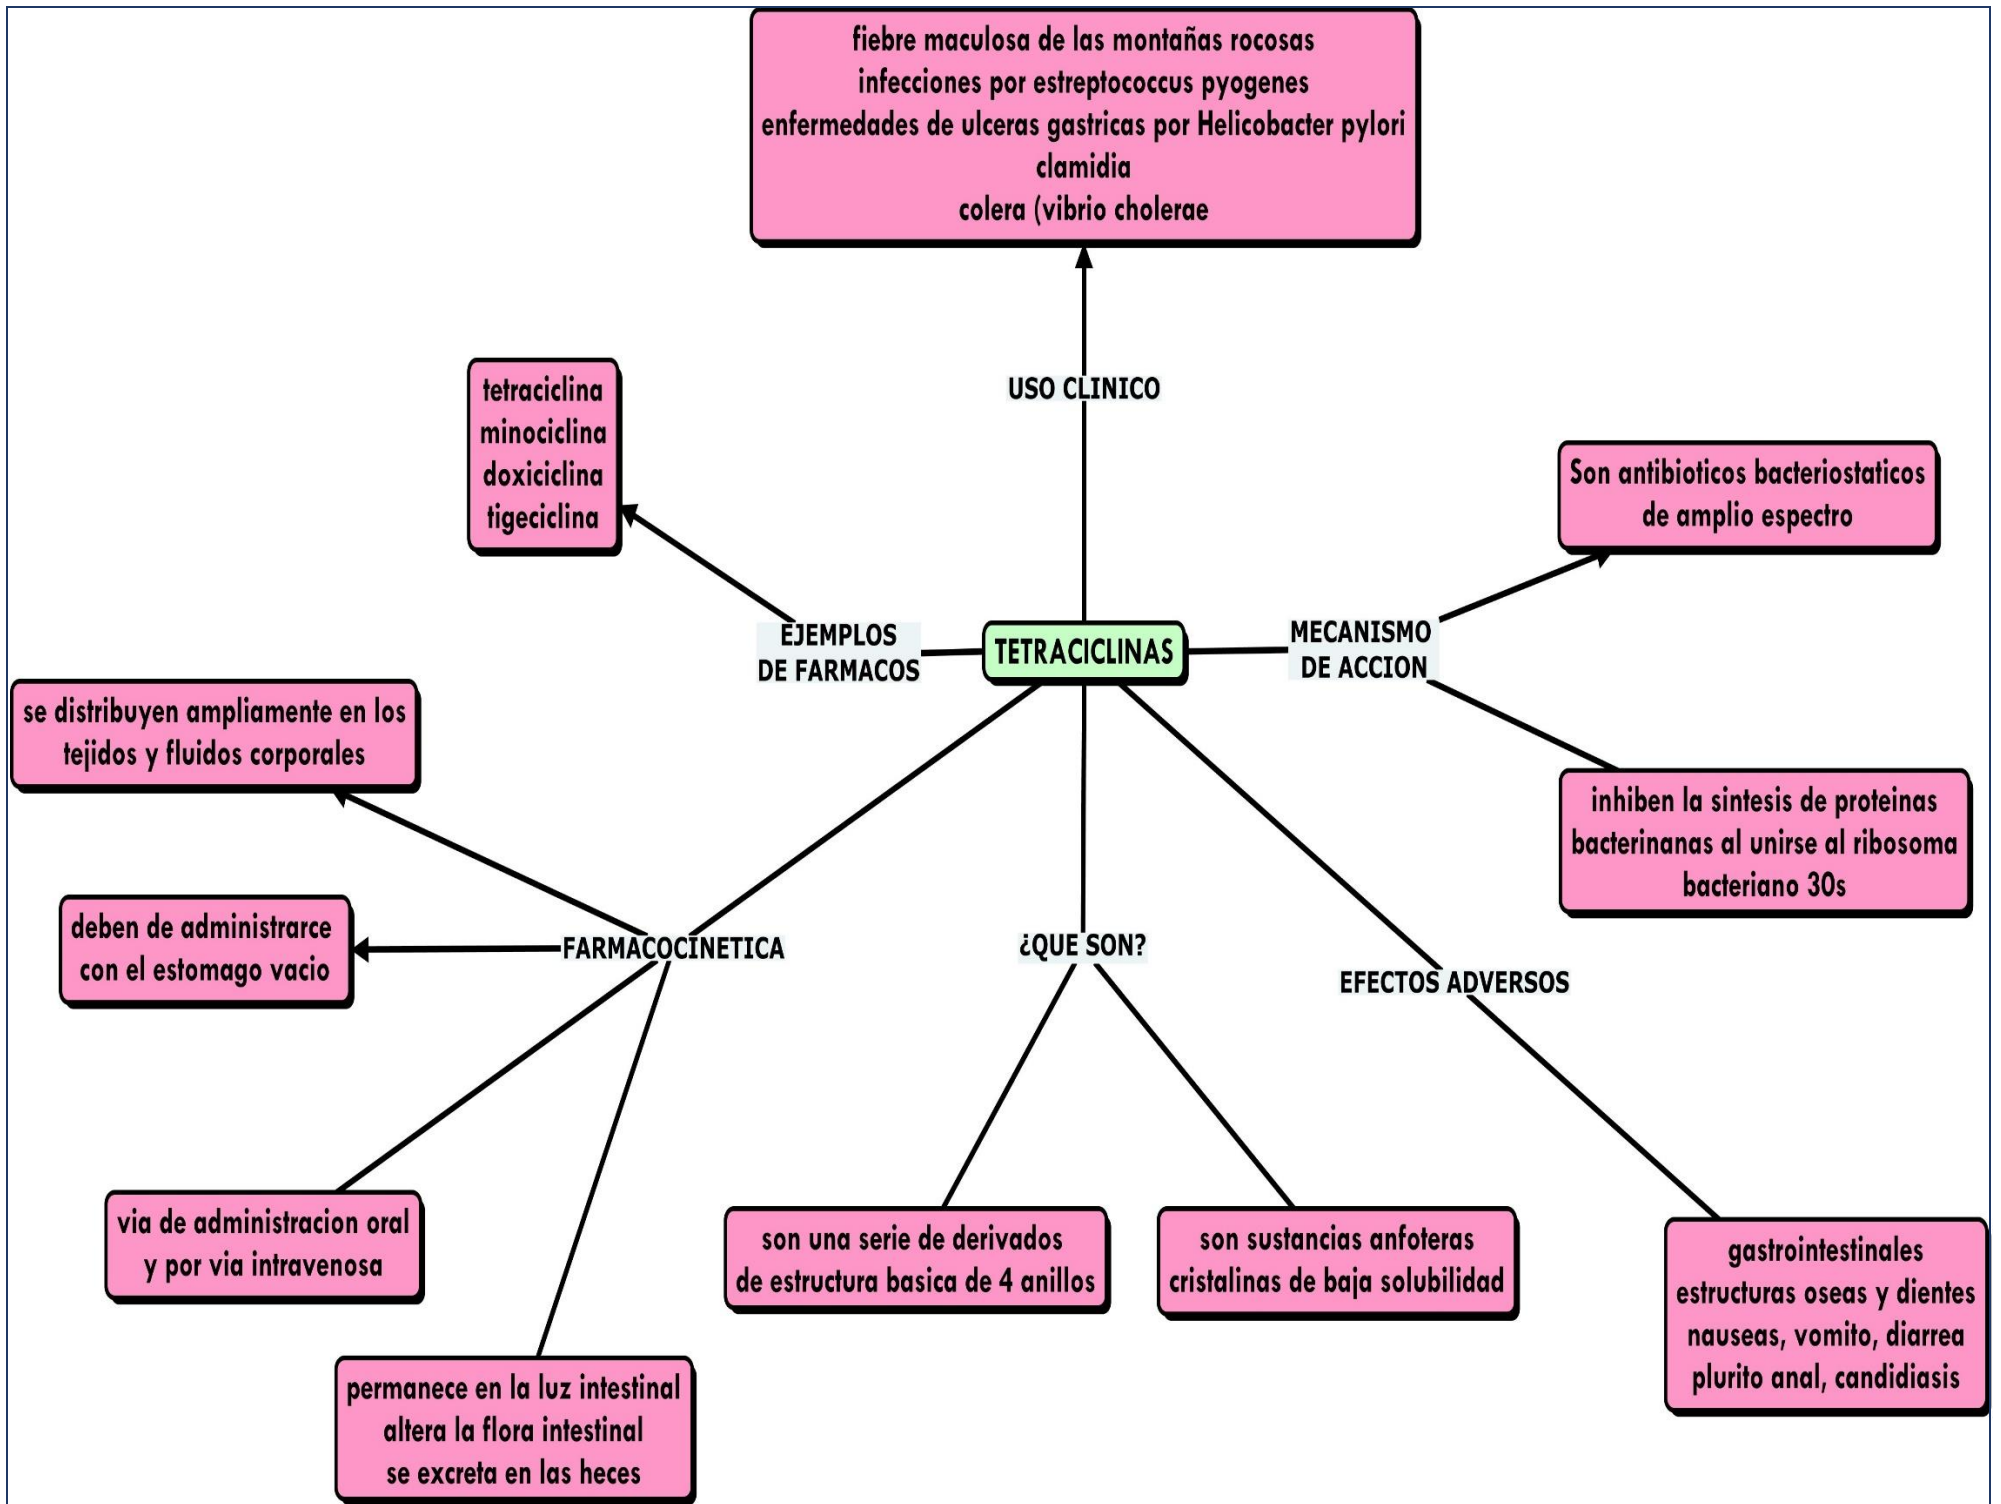 fiebre maculosa de las montañas rocosas
infecciones por estreptococcus pyogenes
enfermedades de ulceras gastricas por Helicobacter pylori
clamidia
colera (vibrio cholerae
USO CLINICO
tetraciclina
minociclina
doxiciclina
tigeciclina
EJEMPLOS
DE FARMACOS
TETRACICLINAS
MECANISMO
DE ACCION
Son antibioticos bacteriostaticos
de amplio espectro
inhiben la sintesis de proteinas
bacterinanas al unirse al ribosoma
bacteriano 30s
se distribuyen ampliamente en los
tejidos y fluidos corporales
deben de administrarce
con el estomago vacio
FARMACOCINETICA
via de administracion oral
y por via intravenosa
permanece en la luz intestinal
altera la flora intestinal
se excreta en las heces
¿QUE SON?
son una serie de derivados
de estructura basica de 4 anillos
son sustancias anfoteras
cristalinas de baja solubilidad
EFECTOS ADVERSOS
gastrointestinales
estructuras oseas y dientes
nauseas, vomito, diarrea
plurito anal, candidiasis